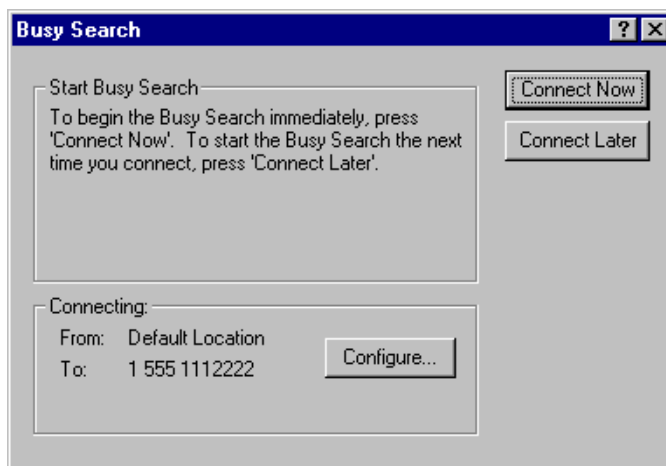 Busy Search
Start Busy Search
To begin the Busy Search immediately, press
'Connect Now'.  To start the Busy Search the next
time you connect, press 'Connect Later'.
Connect Now
Connect Later
Connecting:
From: Default Location
To: 1 555 1112222
Configure...